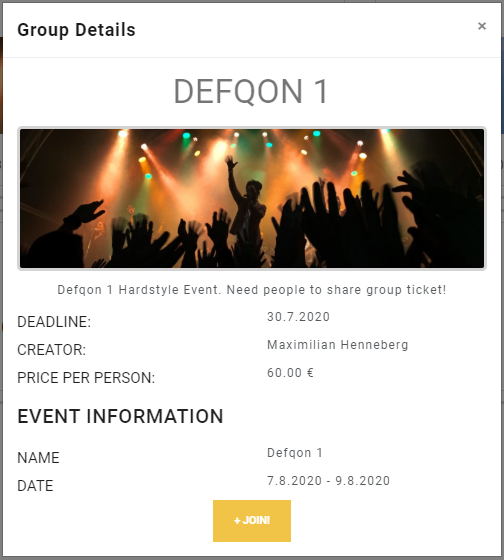 Group Details
×
DEFQON 1
Defqon 1 Hardstyle Event. Need people to share group ticket!
DEADLINE: 30.7.2020
CREATOR: Maximilian Henneberg
PRICE PER PERSON: 60.00 €
EVENT INFORMATION
NAME Defqon 1
DATE 7.8.2020 - 9.8.2020
+ JOIN!